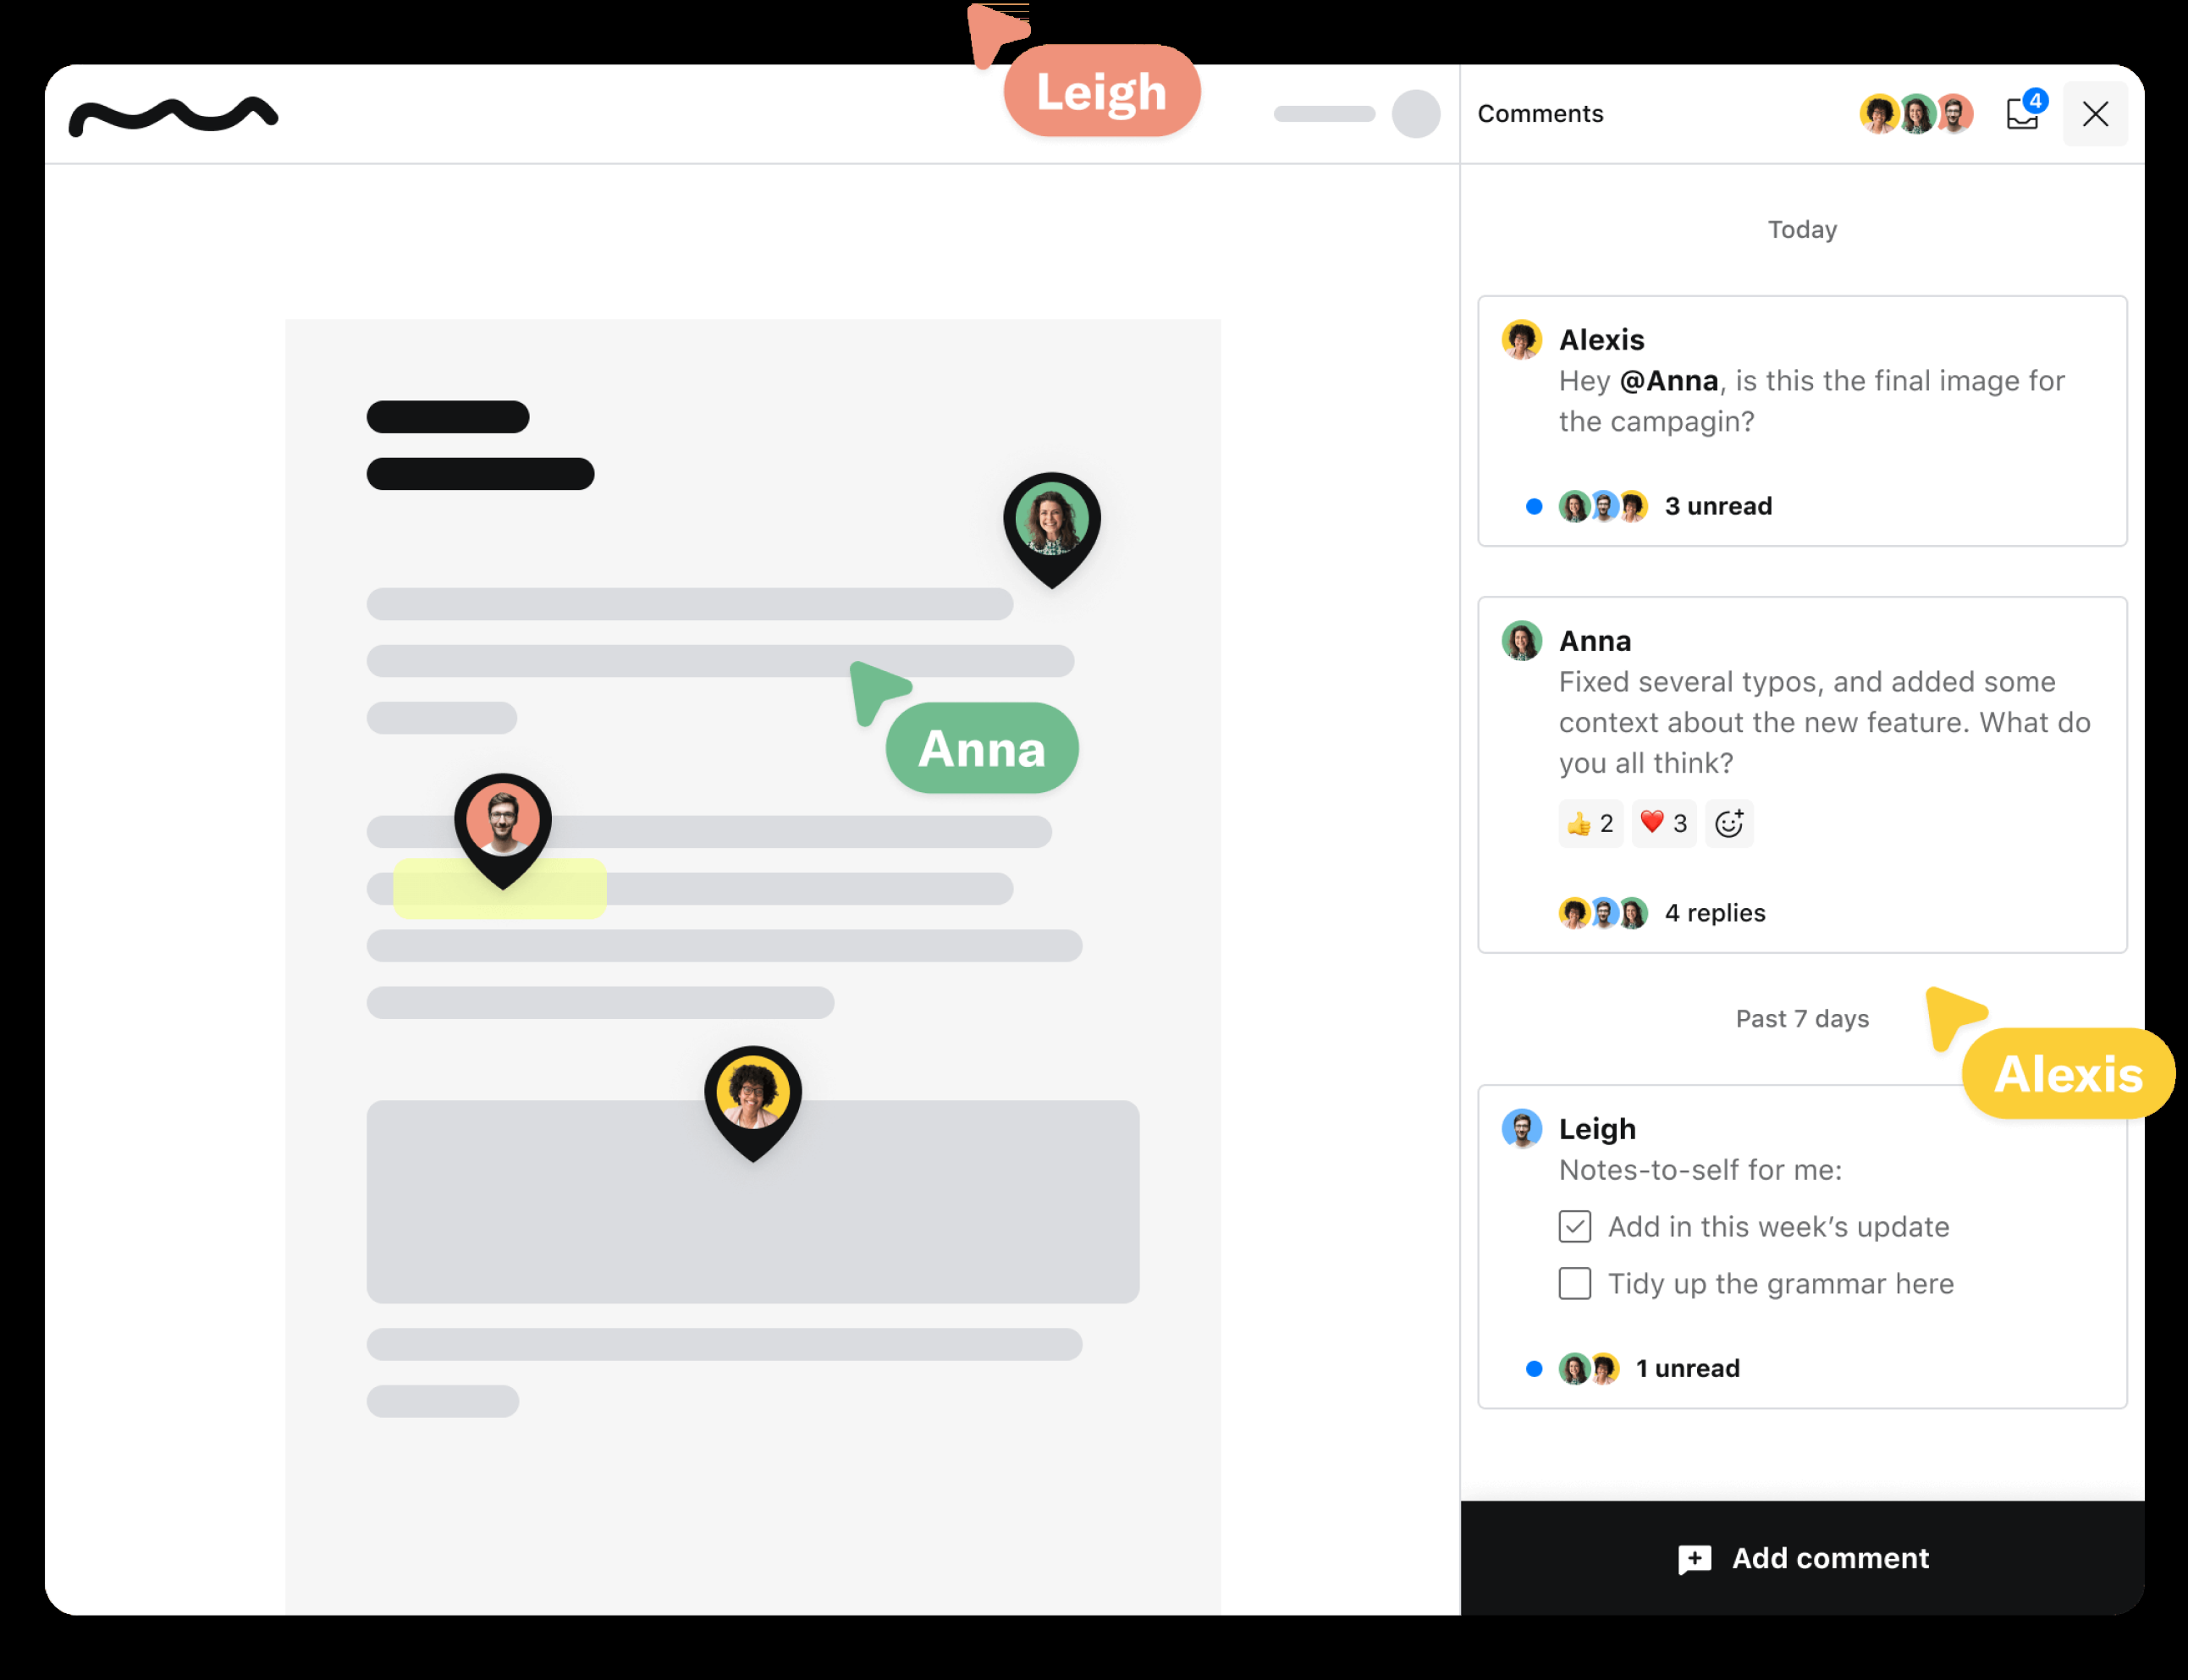 Leigh
Comments
4
Today
Alexis
Hey @Anna, is this the final image for
the campagin?
3 unread
Anna
Fixed several typos, and added some
context about the new feature. What do
you all think?
👍 2 ❤️ 3
4 replies
Anna
Past 7 days
Alexis
Leigh
Notes-to-self for me:
Add in this week’s update
Tidy up the grammar here
1 unread
Add comment